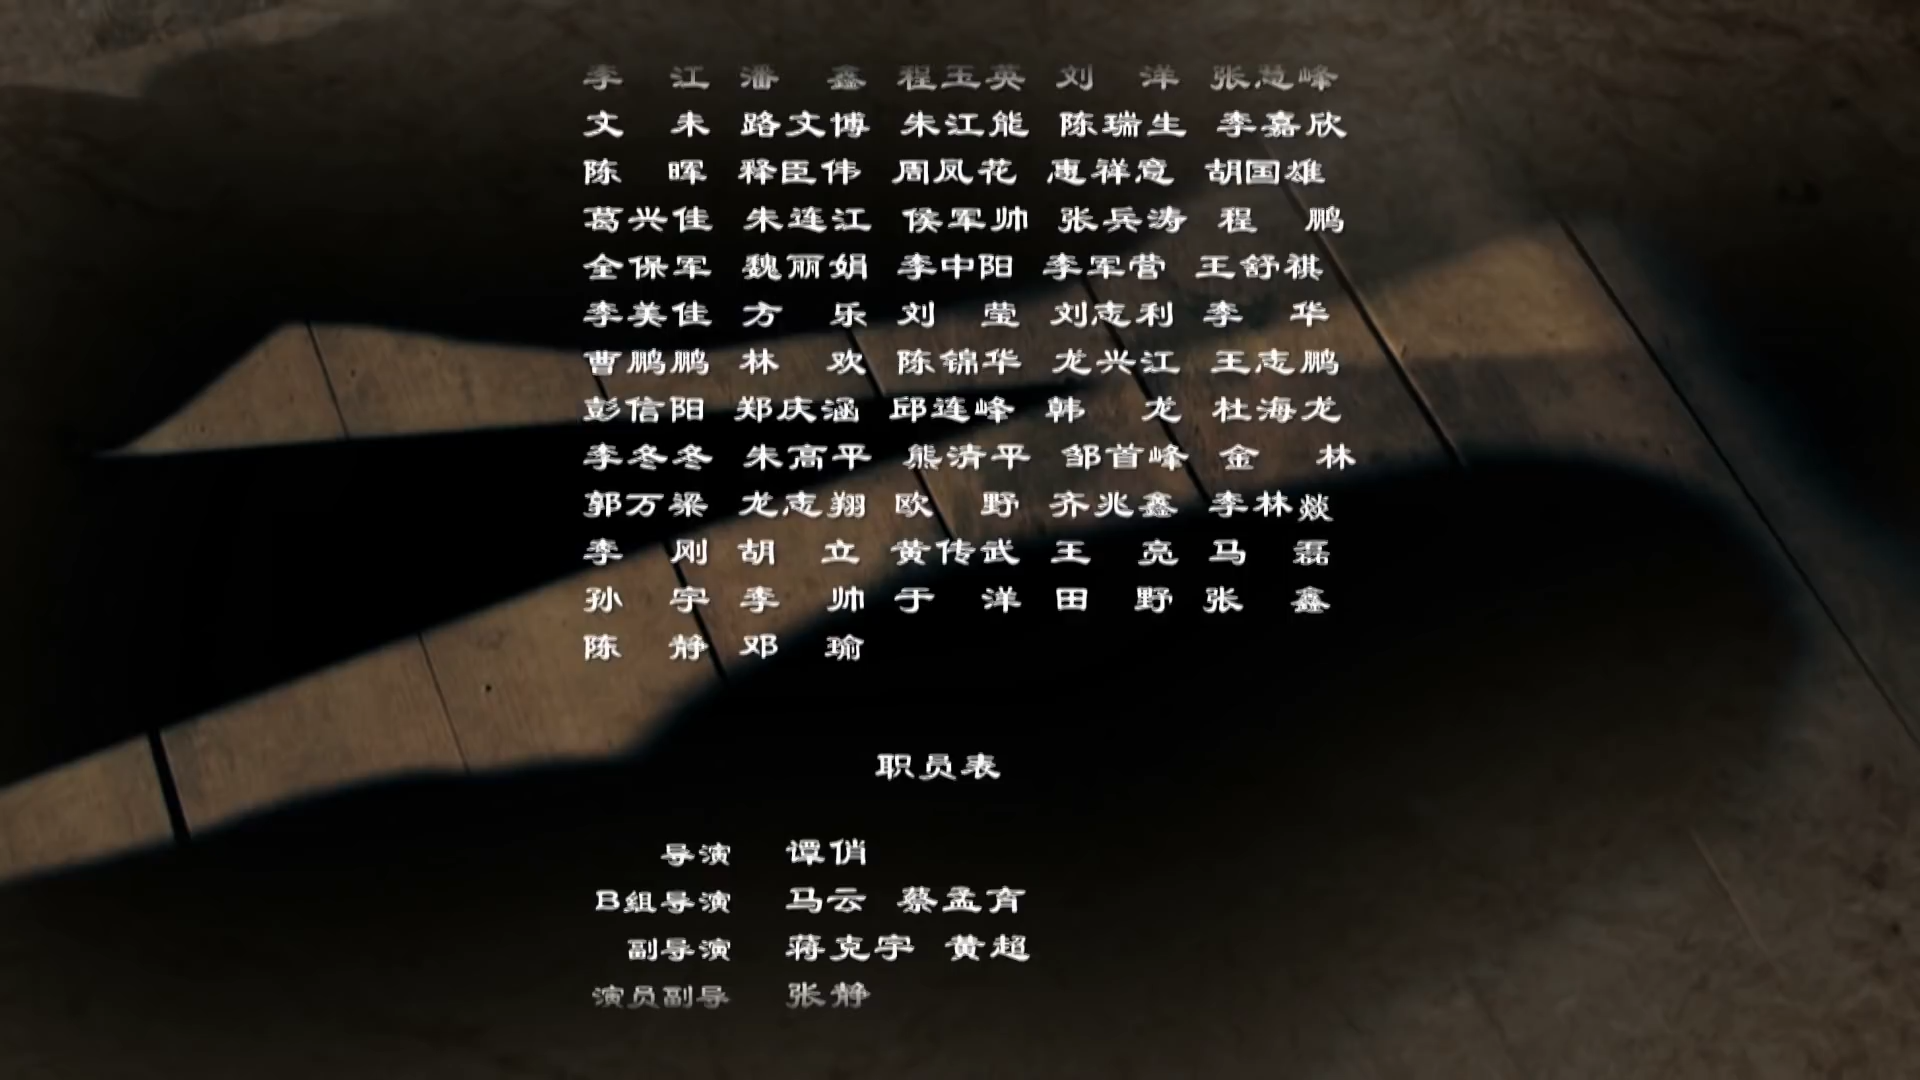 李　江 潘　鑫 程玉英 刘　洋 张慧峰
文　未 路文博 朱江能 陈瑞生 李嘉欣
陈　晖 释臣伟 周凤花 惠祥意 胡国雄
葛兴佳 朱连江 侯军帅 张兵涛 程　鹏
全保军 魏丽娟 李中阳 李军营 王舒祺
李美佳 方　乐 刘　莹 刘志利 李　华
曹鹏鹏 林　欢 陈锦华 龙兴江 王志鹏
彭信阳 郑庆涵 邱连峰 韩　龙 杜海龙
李冬冬 朱高平 熊清平 邹首峰 金　林
郭万梁 龙志翔 欧　野 齐兆鑫 李林燚
李　刚 胡　立 黄传武 王　亮 马　磊
孙　宇 李　帅 于　洋 田　野 张　鑫
陈　静 邓　瑜
职员表
导演 谭俏
B组导演 马云 蔡孟育
副导演 蒋克宇 黄超
演员副导 张静